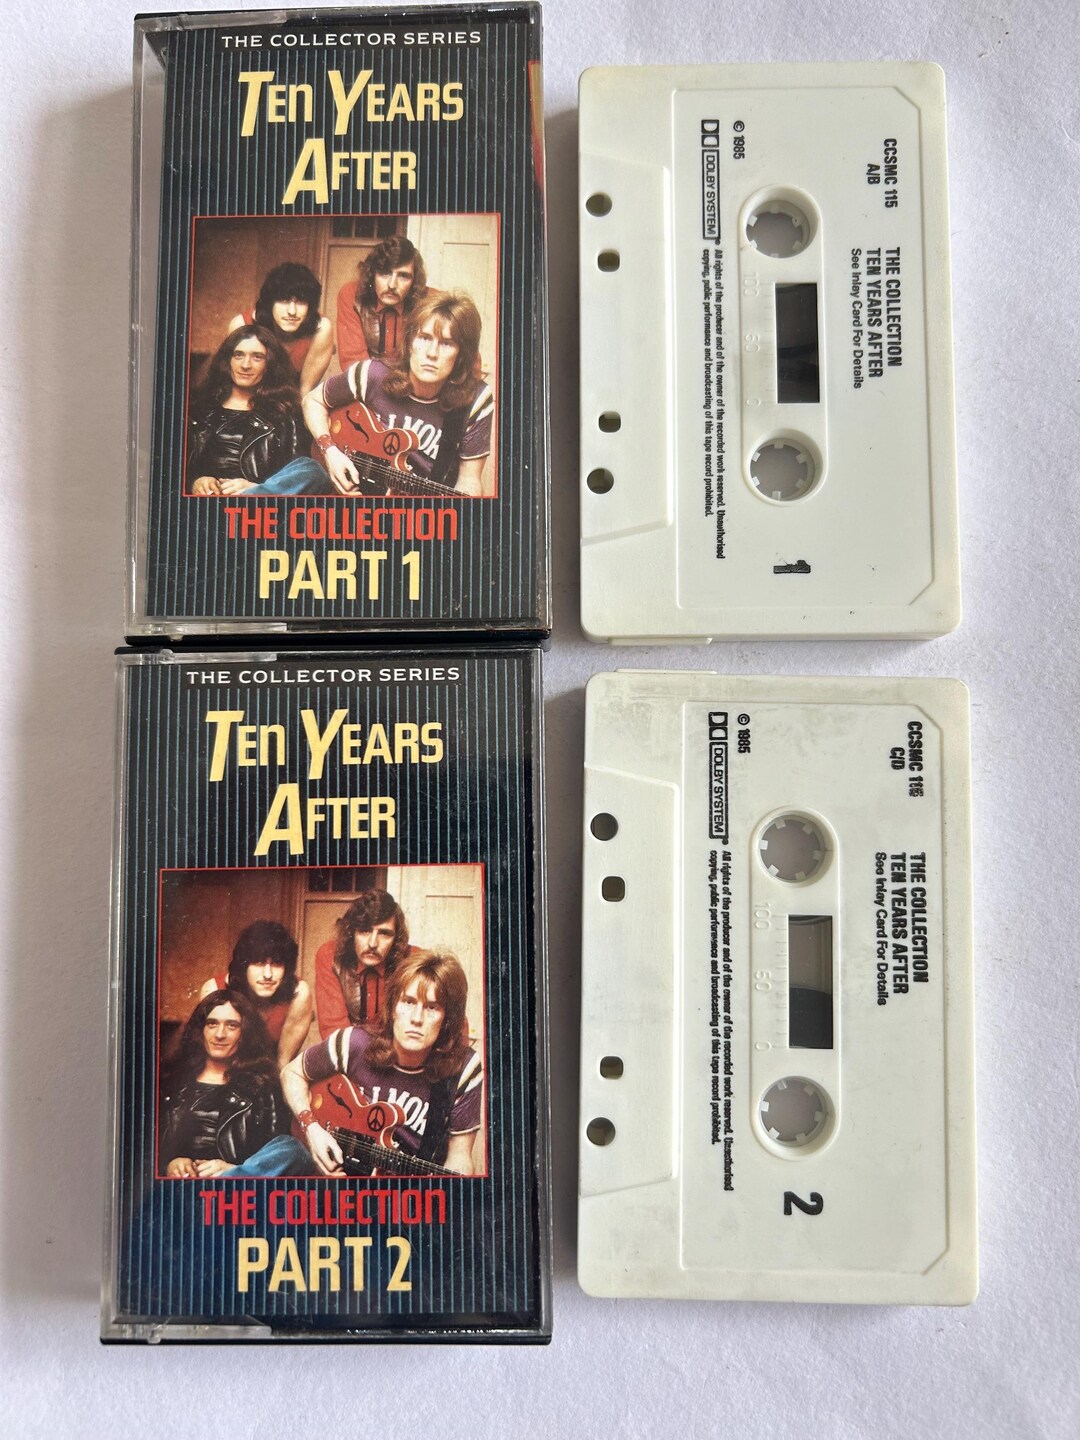 THE COLLECTOR SERIES
TEN YEARS
AFTER
LLMOR
THE COLLECTION
PART 1
CCSMC 115
A/B
THE COLLECTION
TEN YEARS AFTER
See Inlay Card For Details
1
© 1985
DOLBY SYSTEM®
All rights of the producer and of the owner of the recorded work reserved. Unauthorised
copying, public performance and broadcasting of this tape record prohibited.
100 50 0
THE COLLECTOR SERIES
TEN YEARS
AFTER
LLMOR
THE COLLECTION
PART 2
CCSMC
C/D
THE COLLECTION
TEN YEARS AFTER
See Inlay Card For Details
2
© 1985
DOLBY SYSTEM®
All rights of the producer and of the owner of the recorded work reserved. Unauthorised
copying, public performance and broadcasting of this tape record prohibited.
100 50 0